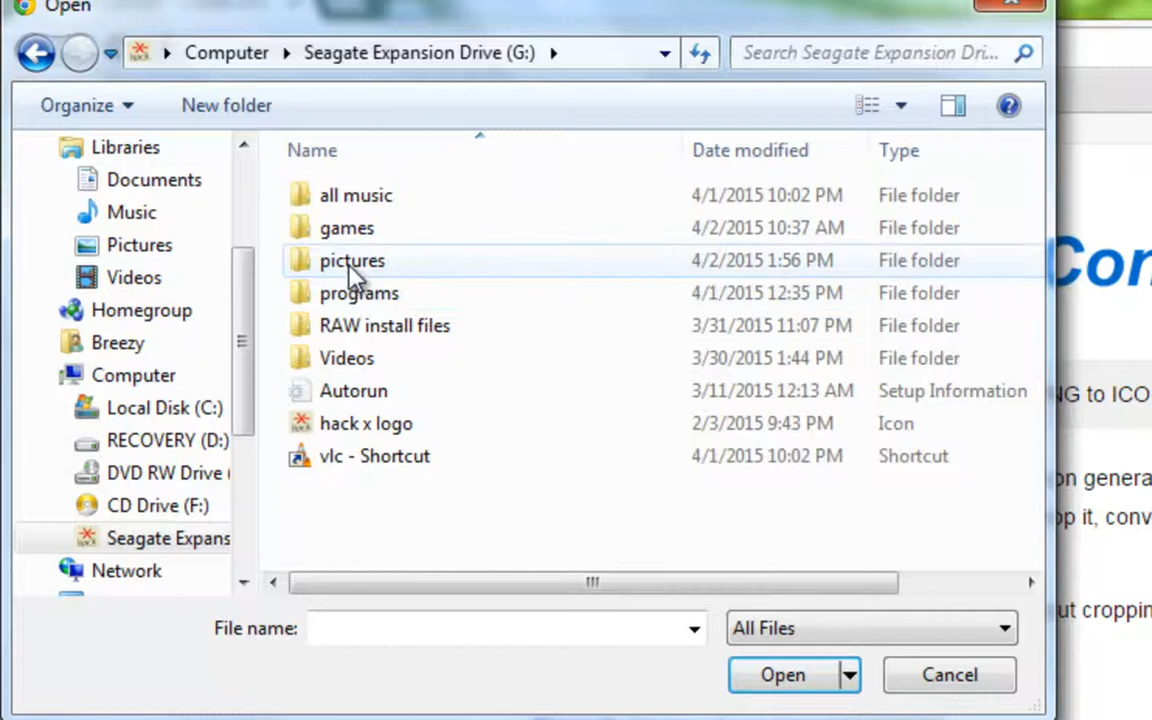 Open
Computer Seagate Expansion Drive (G:) Search Seagate Expansion Dri...
Organize New folder
Name Date modified Type
Libraries
Documents
Music
Pictures
Videos
Homegroup
Breezy
Computer
Local Disk (C:)
RECOVERY (D:)
DVD RW Drive (
CD Drive (F:)
Seagate Expans
Network
all music 4/1/2015 10:02 PM File folder
games 4/2/2015 10:37 AM File folder
pictures 4/2/2015 1:56 PM File folder
programs 4/1/2015 12:35 PM File folder
RAW install files 3/31/2015 11:07 PM File folder
Videos 3/30/2015 1:44 PM File folder
Autorun 3/11/2015 12:13 AM Setup Information
hack x logo 2/3/2015 9:43 PM Icon
vlc - Shortcut 4/1/2015 10:02 PM Shortcut
File name: All Files
Open Cancel
Con
NG to ICO
on genera
op it, conv
ut croppin